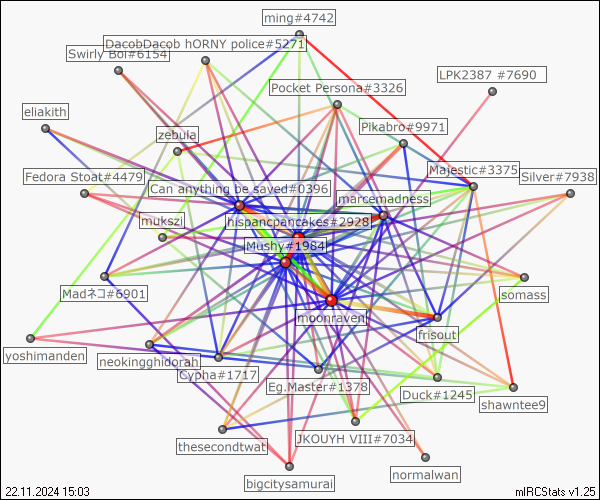 ming#4742
DacobDacob hORNY police#5271
Swirly Boi#6154
LPK2387 #7690
Pocket Persona#3326
eliakith
Pikabro#9971
zebuia
Majestic#3375
Fedora Stoat#4479
Silver#7938
Can anything be saved#0396
marcemadness
mukszi
hispancpancakes#2928
Mushy#1984
Madネコ#6901
somass
moonraven
frisout
yoshimanden
neokingghidorah
Cypha#1717
Eg.Master#1378
Duck#1245
shawntee9
thesecondtwat
JKOUYH VIII#7034
normalwan
bigcitysamurai
22.11.2024 15:03
mIRCStats v1.25